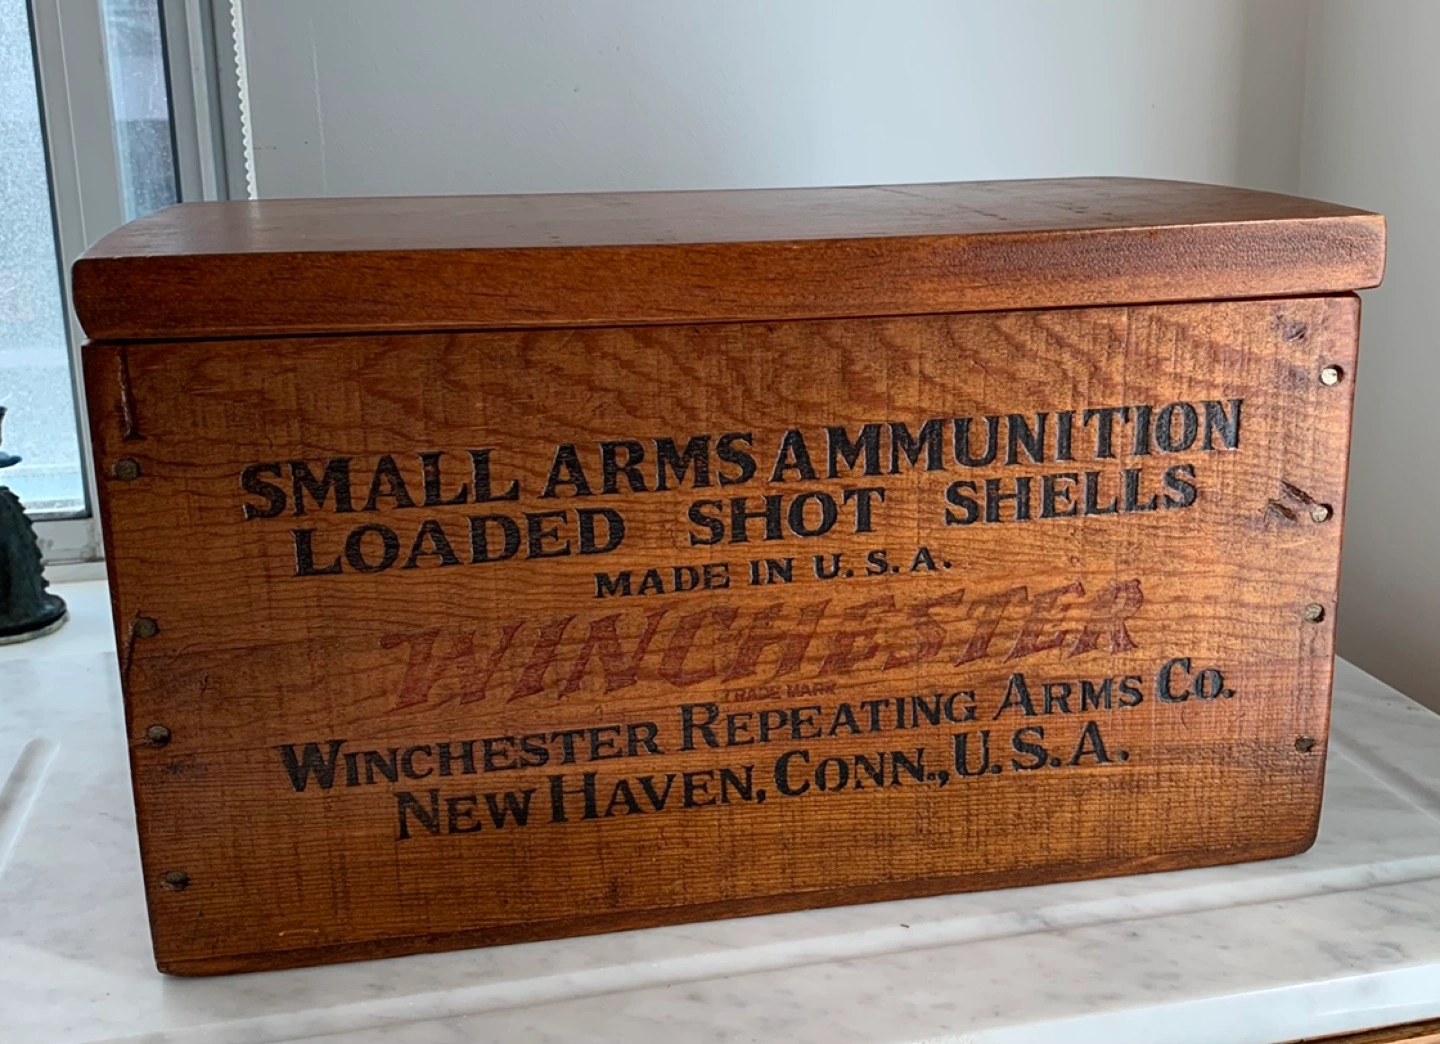 SMALL ARMS AMMUNITION
LOADED SHOT SHELLS
MADE IN U.S.A.
WINCHESTER
TRADE MARK
WINCHESTER REPEATING ARMS CO.
NEW HAVEN, CONN., U.S.A.